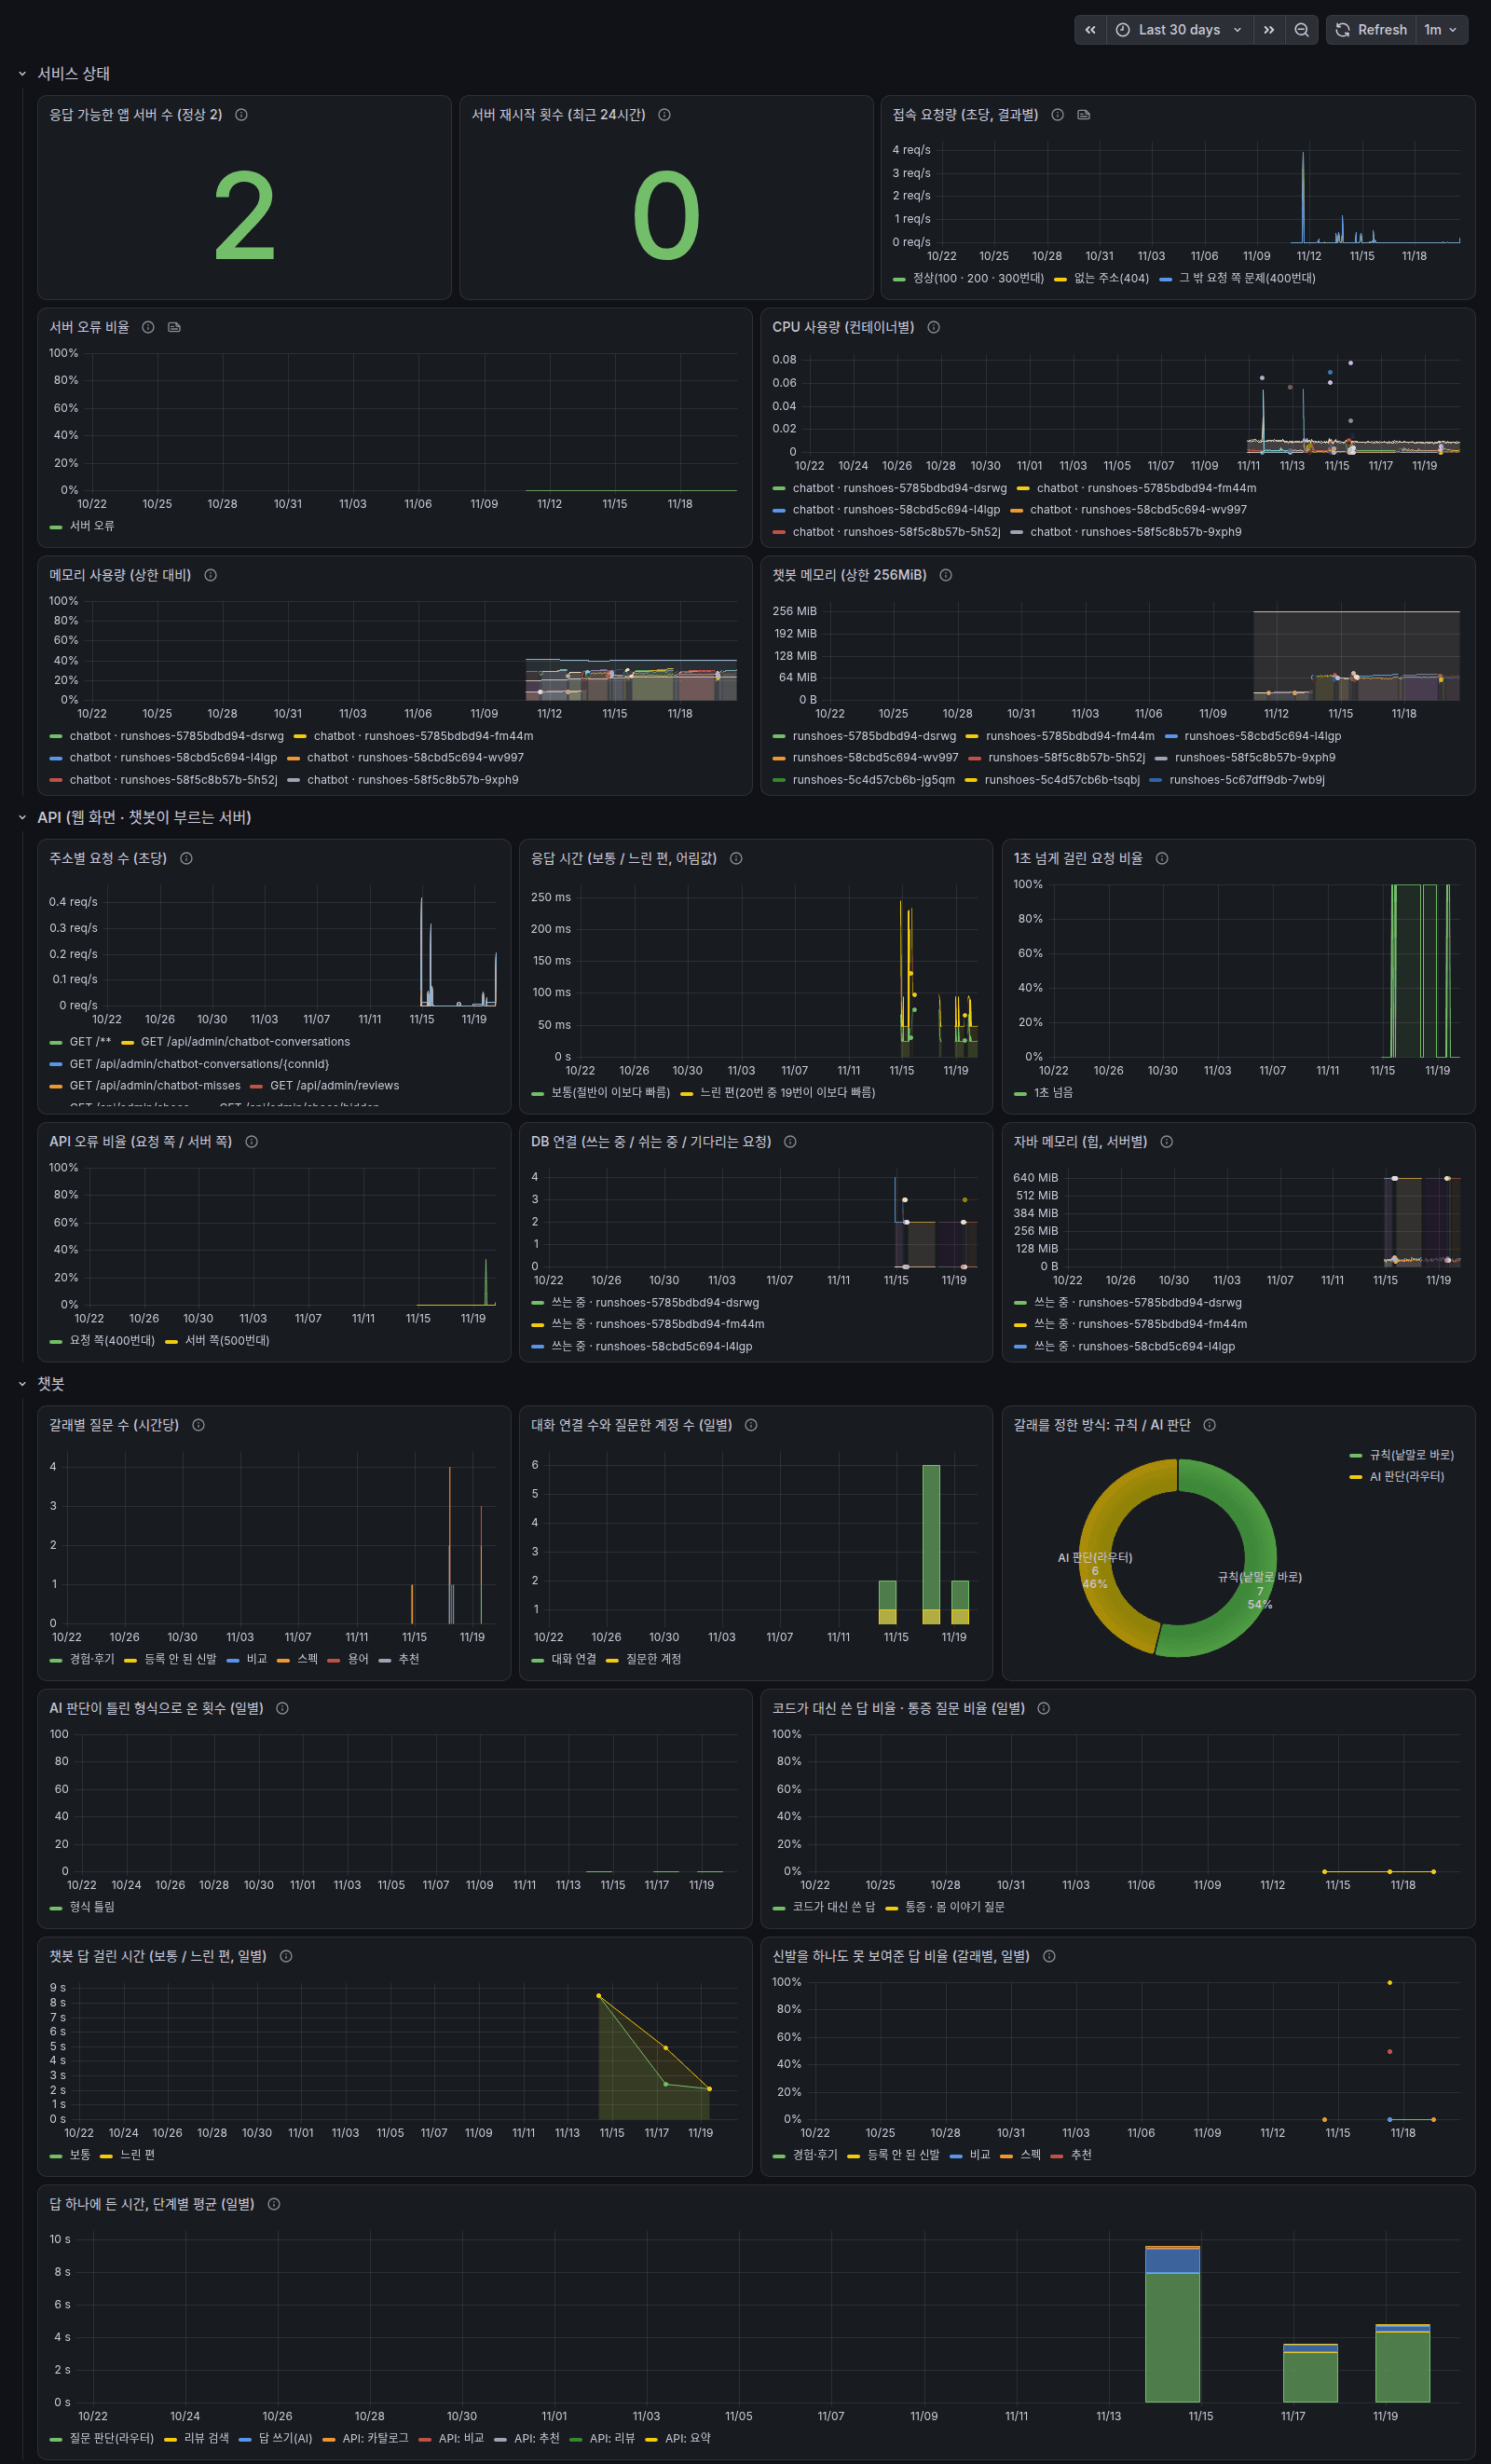 Last 30 days
Refresh
1m
서비스 상태
응답 가능한 앱 서버 수 (정상 2)
2
서버 재시작 횟수 (최근 24시간)
0
접속 요청량 (초당, 결과별)
4 req/s
3 req/s
2 req/s
1 req/s
0 req/s
10/22 10/25 10/28 10/31 11/03 11/06 11/09 11/12 11/15 11/18
정상(100 · 200 · 300번대) 없는 주소(404) 그 밖 요청 쪽 문제(400번대)
서버 오류 비율
100%
80%
60%
40%
20%
0%
10/22 10/25 10/28 10/31 11/03 11/06 11/09 11/12 11/15 11/18
서버 오류
CPU 사용량 (컨테이너별)
0.08
0.06
0.04
0.02
0
10/22 10/24 10/26 10/28 10/30 11/01 11/03 11/05 11/07 11/09 11/11 11/13 11/15 11/17 11/19
chatbot · runshoes-5785bdbd94-dsrwg chatbot · runshoes-5785bdbd94-fm44m
chatbot · runshoes-58cbd5c694-l4lgp chatbot · runshoes-58cbd5c694-wv997
chatbot · runshoes-58f5c8b57b-5h52j chatbot · runshoes-58f5c8b57b-9xph9
메모리 사용량 (상한 대비)
100%
80%
60%
40%
20%
0%
10/22 10/25 10/28 10/31 11/03 11/06 11/09 11/12 11/15 11/18
chatbot · runshoes-5785bdbd94-dsrwg chatbot · runshoes-5785bdbd94-fm44m
chatbot · runshoes-58cbd5c694-l4lgp chatbot · runshoes-58cbd5c694-wv997
chatbot · runshoes-58f5c8b57b-5h52j chatbot · runshoes-58f5c8b57b-9xph9
챗봇 메모리 (상한 256MiB)
256 MiB
192 MiB
128 MiB
64 MiB
0 B
10/22 10/25 10/28 10/31 11/03 11/06 11/09 11/12 11/15 11/18
runshoes-5785bdbd94-dsrwg runshoes-5785bdbd94-fm44m runshoes-58cbd5c694-l4lgp
runshoes-58cbd5c694-wv997 runshoes-58f5c8b57b-5h52j runshoes-58f5c8b57b-9xph9
runshoes-5c4d57cb6b-jg5qm runshoes-5c4d57cb6b-tsqbj runshoes-5c67dff9db-7wb9j
API (웹 화면 · 챗봇이 부르는 서버)
주소별 요청 수 (초당)
0.4 req/s
0.3 req/s
0.2 req/s
0.1 req/s
0 req/s
10/22 10/26 10/30 11/03 11/07 11/11 11/15 11/19
GET /** GET /api/admin/chatbot-conversations
GET /api/admin/chatbot-conversations/{connId}
GET /api/admin/chatbot-misses GET /api/admin/reviews
응답 시간 (보통 / 느린 편, 어림값)
250 ms
200 ms
150 ms
100 ms
50 ms
0 s
10/22 10/26 10/30 11/03 11/07 11/11 11/15 11/19
보통(절반이 이보다 빠름) 느린 편(20번 중 19번이 이보다 빠름)
1초 넘게 걸린 요청 비율
100%
80%
60%
40%
20%
0%
10/22 10/26 10/30 11/03 11/07 11/11 11/15 11/19
1초 넘음
API 오류 비율 (요청 쪽 / 서버 쪽)
100%
80%
60%
40%
20%
0%
10/22 10/26 10/30 11/03 11/07 11/11 11/15 11/19
요청 쪽(400번대) 서버 쪽(500번대)
DB 연결 (쓰는 중 / 쉬는 중 / 기다리는 요청)
4
3
2
1
0
10/22 10/26 10/30 11/03 11/07 11/11 11/15 11/19
쓰는 중 · runshoes-5785bdbd94-dsrwg
쓰는 중 · runshoes-5785bdbd94-fm44m
쓰는 중 · runshoes-58cbd5c694-l4lgp
자바 메모리 (힙, 서버별)
640 MiB
512 MiB
384 MiB
256 MiB
128 MiB
0 B
10/22 10/26 10/30 11/03 11/07 11/11 11/15 11/19
쓰는 중 · runshoes-5785bdbd94-dsrwg
쓰는 중 · runshoes-5785bdbd94-fm44m
쓰는 중 · runshoes-58cbd5c694-l4lgp
챗봇
갈래별 질문 수 (시간당)
4
3
2
1
0
10/22 10/26 10/30 11/03 11/07 11/11 11/15 11/19
경험·후기 등록 안 된 신발 비교 스펙 용어 추천
대화 연결 수와 질문한 계정 수 (일별)
6
5
4
3
2
1
10/22 10/26 10/30 11/03 11/07 11/11 11/15 11/19
대화 연결 질문한 계정
갈래를 정한 방식: 규칙 / AI 판단
규칙(낱말로 바로)
AI 판단(라우터)
AI 판단(라우터)
6
46%
규칙(낱말로 바로)
7
54%
AI 판단이 틀린 형식으로 온 횟수 (일별)
100
80
60
40
20
0
10/22 10/24 10/26 10/28 10/30 11/01 11/03 11/05 11/07 11/09 11/11 11/13 11/15 11/17 11/19
형식 틀림
코드가 대신 쓴 답 비율 · 통증 질문 비율 (일별)
100%
80%
60%
40%
20%
0%
10/22 10/25 10/28 10/31 11/03 11/06 11/09 11/12 11/15 11/18
코드가 대신 쓴 답 통증 · 몸 이야기 질문
챗봇 답 걸린 시간 (보통 / 느린 편, 일별)
9 s
8 s
7 s
6 s
5 s
4 s
3 s
2 s
1 s
0 s
10/22 10/24 10/26 10/28 10/30 11/01 11/03 11/05 11/07 11/09 11/11 11/13 11/15 11/17 11/19
보통 느린 편
신발을 하나도 못 보여준 답 비율 (갈래별, 일별)
100%
80%
60%
40%
20%
0%
10/22 10/25 10/28 10/31 11/03 11/06 11/09 11/12 11/15 11/18
경험·후기 등록 안 된 신발 비교 스펙 추천
답 하나에 든 시간, 단계별 평균 (일별)
10 s
8 s
6 s
4 s
2 s
0 s
10/22 10/24 10/26 10/28 10/30 11/01 11/03 11/05 11/07 11/09 11/11 11/13 11/15 11/17 11/19
질문 판단(라우터) 리뷰 검색 답 쓰기(AI) API: 카탈로그 API: 비교 API: 추천 API: 리뷰 API: 요약